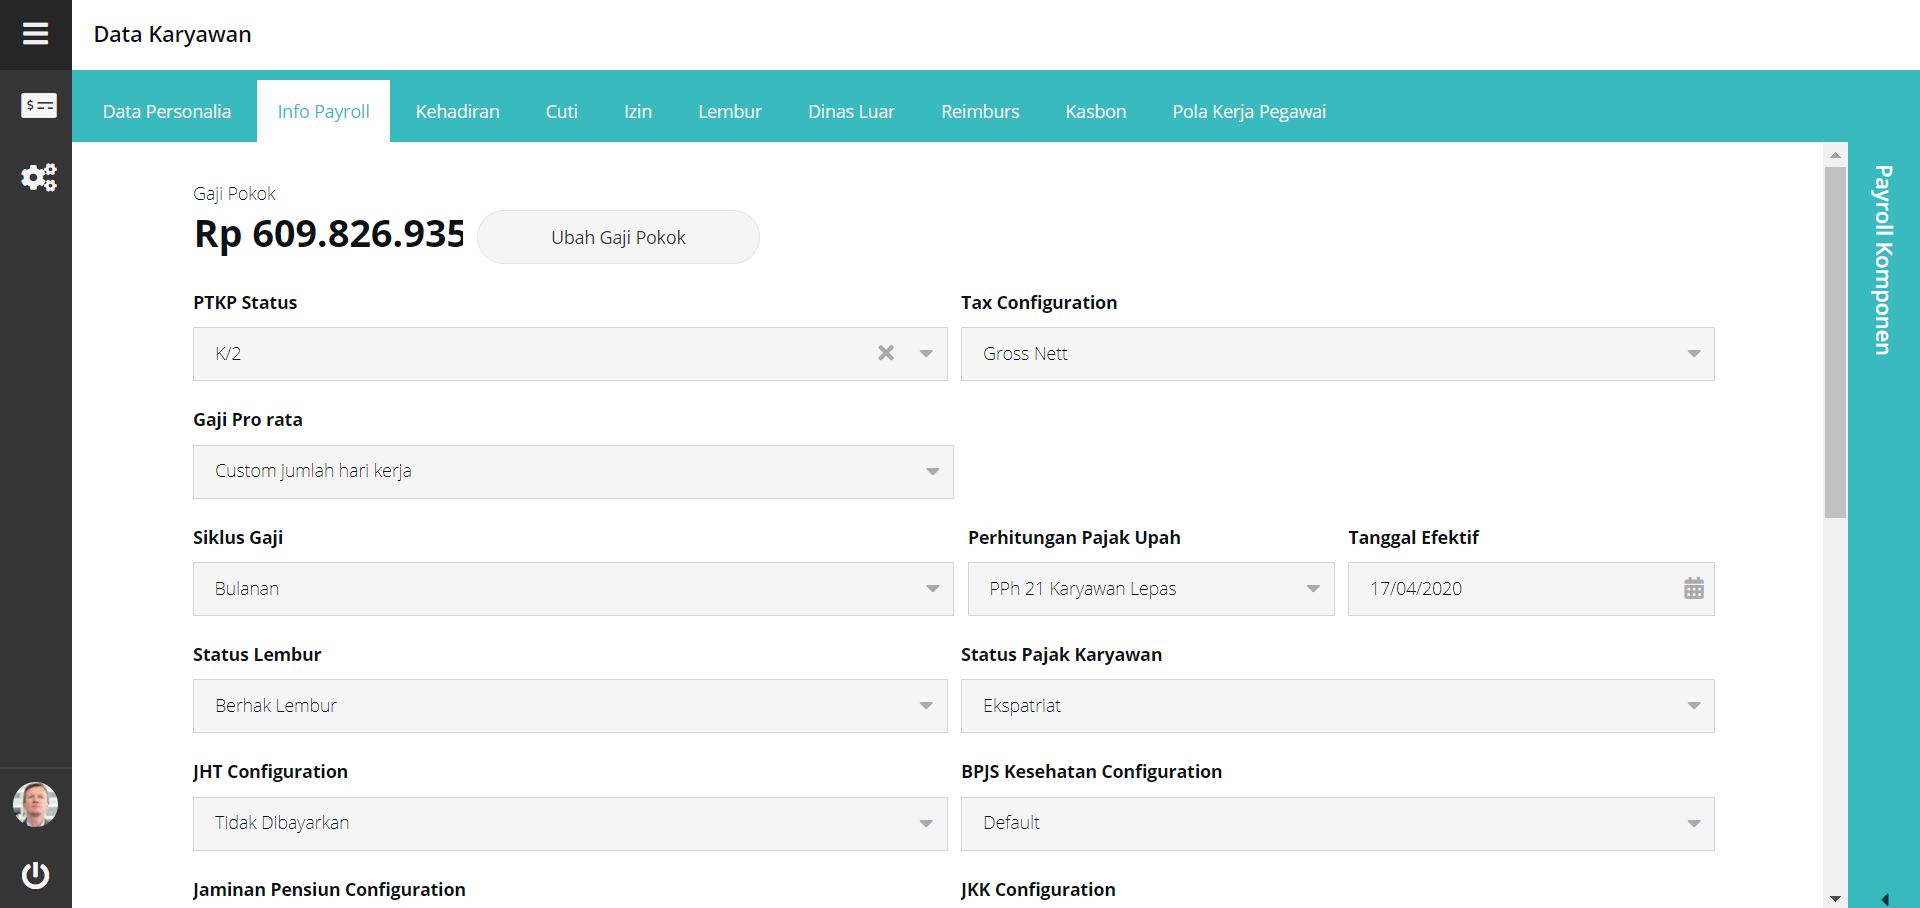 Data Karyawan
Data Personalia
Info Payroll
Kehadiran
Cuti
Izin
Lembur
Dinas Luar
Reimburs
Kasbon
Pola Kerja Pegawai
Payroll Komponen
Gaji Pokok
Rp 609.826.935
Ubah Gaji Pokok
PTKP Status
K/2
Tax Configuration
Gross Nett
Gaji Pro rata
Custom jumlah hari kerja
Siklus Gaji
Bulanan
Perhitungan Pajak Upah
PPh 21 Karyawan Lepas
Tanggal Efektif
17/04/2020
Status Lembur
Berhak Lembur
Status Pajak Karyawan
Ekspatriat
JHT Configuration
Tidak Dibayarkan
BPJS Kesehatan Configuration
Default
Jaminan Pensiun Configuration
JKK Configuration